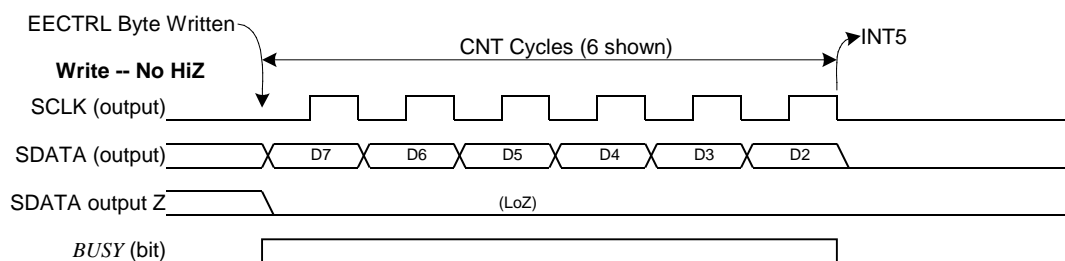 EECTRL Byte Written
CNT Cycles (6 shown)
INT5
Write -- No HiZ
SCLK (output)
SDATA (output)
D7 D6 D5 D4 D3 D2
SDATA output Z
(LoZ)
BUSY (bit)